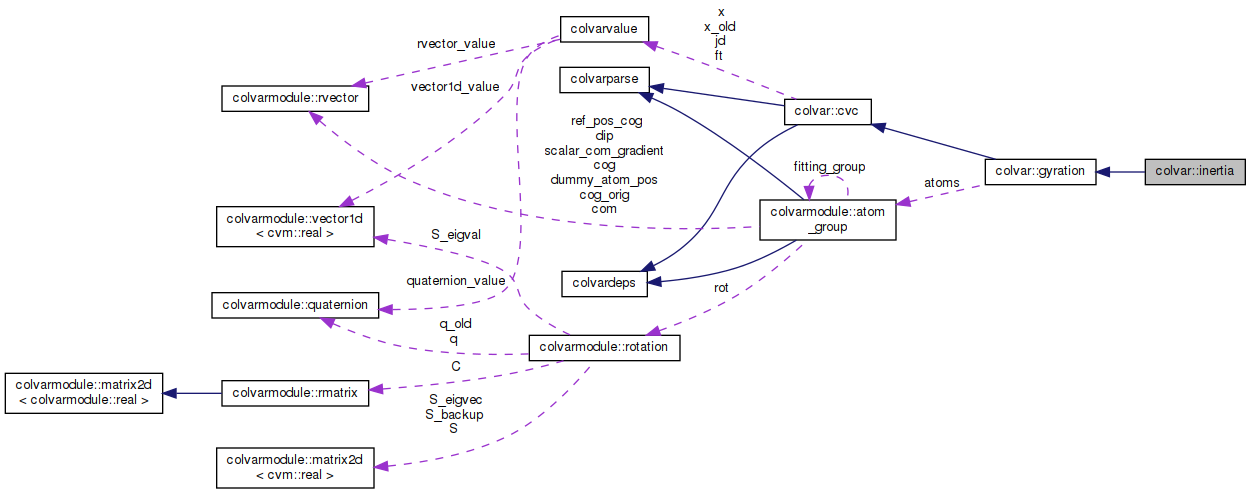 x
x_old
jd
ft
colvarvalue
rvector_value
colvarparse
vector1d_value
colvarmodule::rvector
colvar::cvc
ref_pos_cog
dip
scalar_com_gradient
cog
dummy_atom_pos
cog_orig
com
fitting_group
colvar::gyration
colvar::inertia
atoms
colvarmodule::atom
_group
colvarmodule::vector1d
< cvm::real >
S_eigval
colvardeps
quaternion_value
rot
colvarmodule::quaternion
q_old
q
colvarmodule::rotation
C
colvarmodule::matrix2d
< colvarmodule::real >
colvarmodule::rmatrix
S_eigvec
S_backup
S
colvarmodule::matrix2d
< cvm::real >